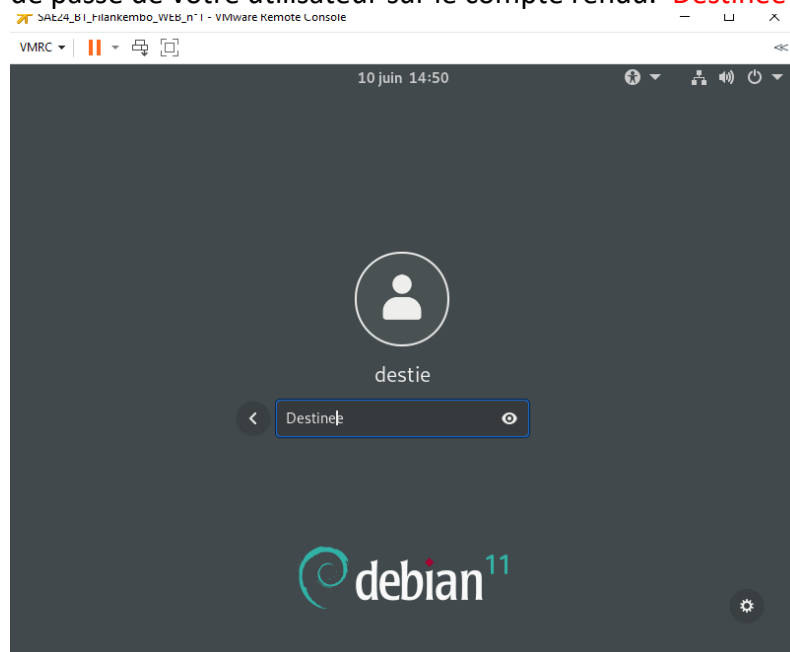 de passe de votre utilisateur sur le compte rendu. Destinée
SAE24_B1_Filankembo_WEB_n°1 - VMware Remote Console
VMRC
10 juin 14:50
destie
Destinee
debian 11